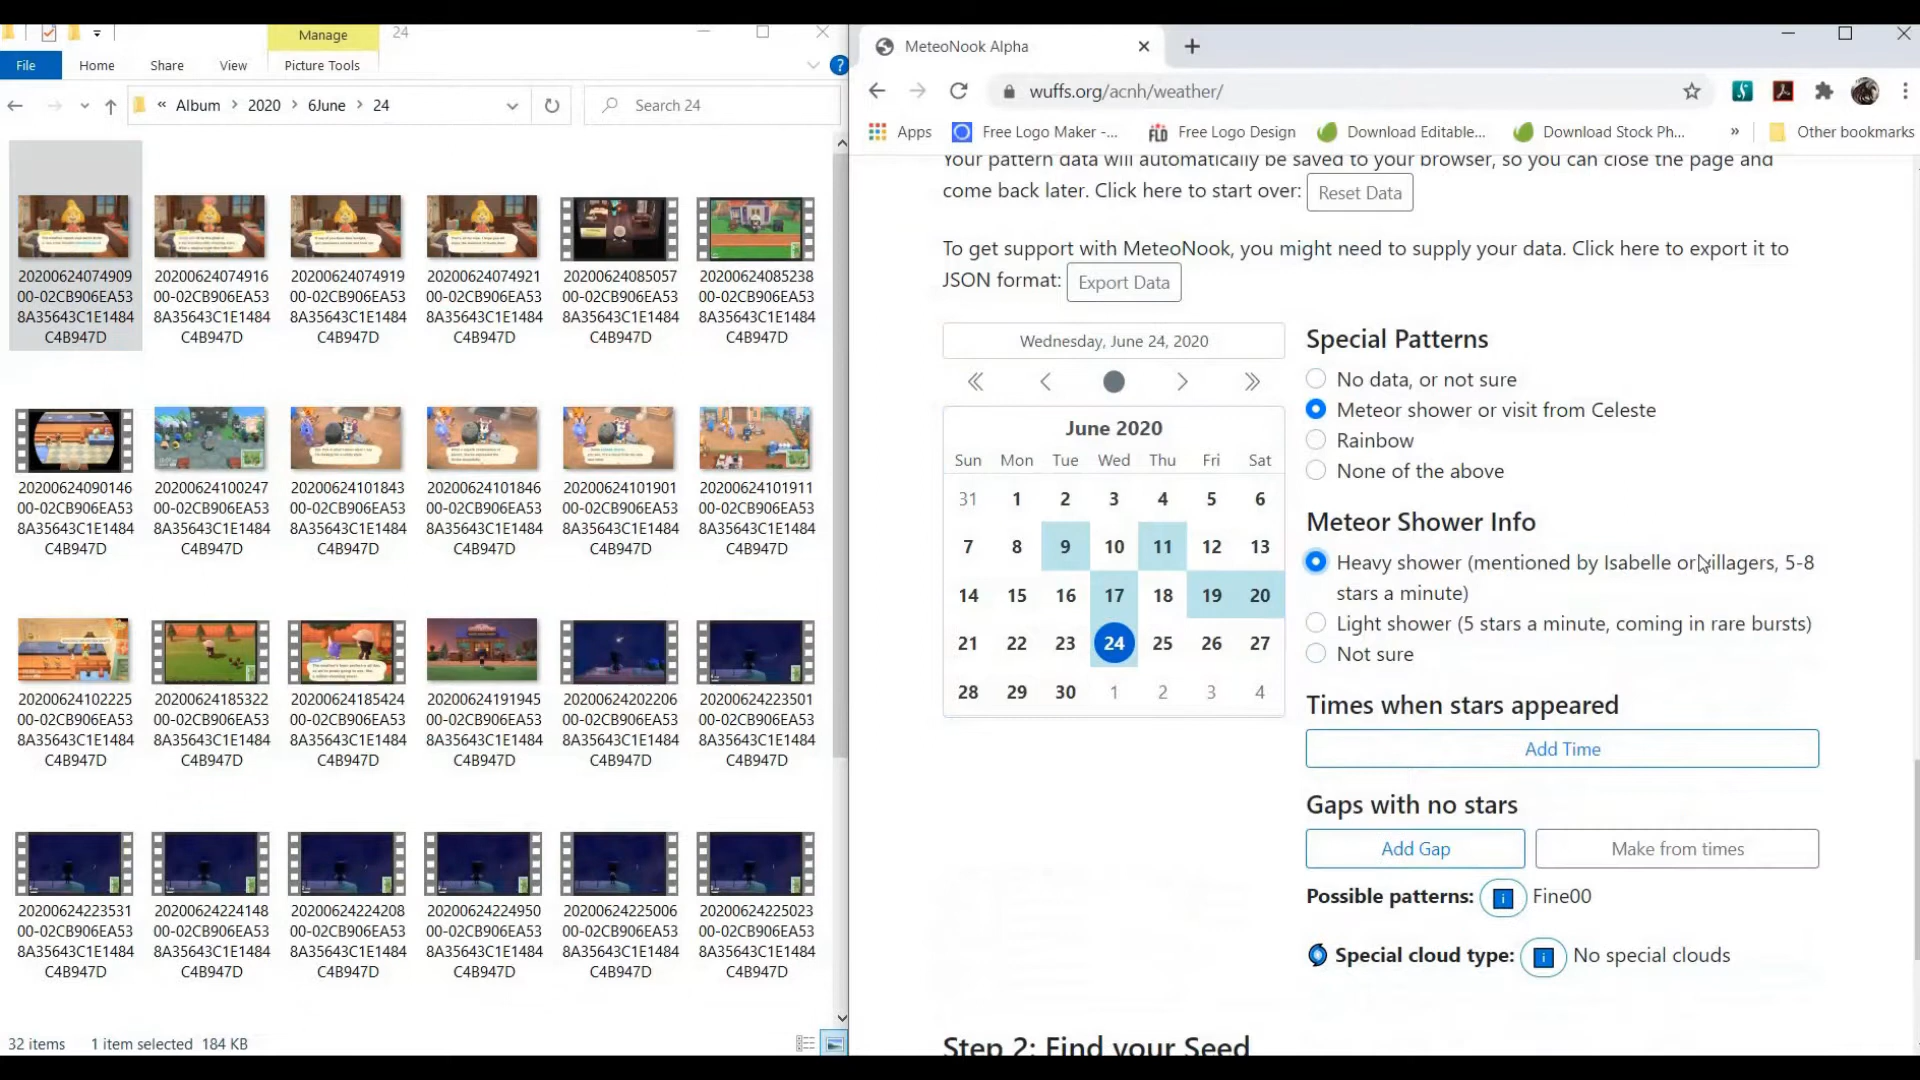 Manage
24
File
Home
Share
View
Picture Tools
« Album > 2020 > 6June > 24
Search 24
20200624074909
00-02CB906EA53
8A35643C1E1484
C4B947D
20200624074916
00-02CB906EA53
8A35643C1E1484
C4B947D
20200624074919
00-02CB906EA53
8A35643C1E1484
C4B947D
20200624074921
00-02CB906EA53
8A35643C1E1484
C4B947D
20200624085057
00-02CB906EA53
8A35643C1E1484
C4B947D
20200624085238
00-02CB906EA53
8A35643C1E1484
C4B947D
20200624090146
00-02CB906EA53
8A35643C1E1484
C4B947D
20200624100247
00-02CB906EA53
8A35643C1E1484
C4B947D
20200624101843
00-02CB906EA53
8A35643C1E1484
C4B947D
20200624101846
00-02CB906EA53
8A35643C1E1484
C4B947D
20200624101901
00-02CB906EA53
8A35643C1E1484
C4B947D
20200624101911
00-02CB906EA53
8A35643C1E1484
C4B947D
20200624102225
00-02CB906EA53
8A35643C1E1484
C4B947D
20200624185322
00-02CB906EA53
8A35643C1E1484
C4B947D
20200624185424
00-02CB906EA53
8A35643C1E1484
C4B947D
20200624191945
00-02CB906EA53
8A35643C1E1484
C4B947D
20200624202206
00-02CB906EA53
8A35643C1E1484
C4B947D
20200624223501
00-02CB906EA53
8A35643C1E1484
C4B947D
20200624223531
00-02CB906EA53
8A35643C1E1484
C4B947D
20200624224148
00-02CB906EA53
8A35643C1E1484
C4B947D
20200624224208
00-02CB906EA53
8A35643C1E1484
C4B947D
20200624224950
00-02CB906EA53
8A35643C1E1484
C4B947D
20200624225006
00-02CB906EA53
8A35643C1E1484
C4B947D
20200624225023
00-02CB906EA53
8A35643C1E1484
C4B947D
32 items 1 item selected 184 KB
MeteoNook Alpha
wuffs.org/acnh/weather/
Apps Free Logo Maker -... FLD Free Logo Design Download Editable... Download Stock Ph... » Other bookmarks
Your pattern data will automatically be saved to your browser, so you can close the page and
come back later. Click here to start over: Reset Data
To get support with MeteoNook, you might need to supply your data. Click here to export it to
JSON format: Export Data
Wednesday, June 24, 2020
June 2020
Sun Mon Tue Wed Thu Fri Sat
31 1 2 3 4 5 6
7 8 9 10 11 12 13
14 15 16 17 18 19 20
21 22 23 24 25 26 27
28 29 30 1 2 3 4
Special Patterns
No data, or not sure
Meteor shower or visit from Celeste
Rainbow
None of the above
Meteor Shower Info
Heavy shower (mentioned by Isabelle or villagers, 5-8
stars a minute)
Light shower (5 stars a minute, coming in rare bursts)
Not sure
Times when stars appeared
Add Time
Gaps with no stars
Add Gap
Make from times
Possible patterns: i Fine00
Special cloud type: i No special clouds
Step 2: Find your Seed